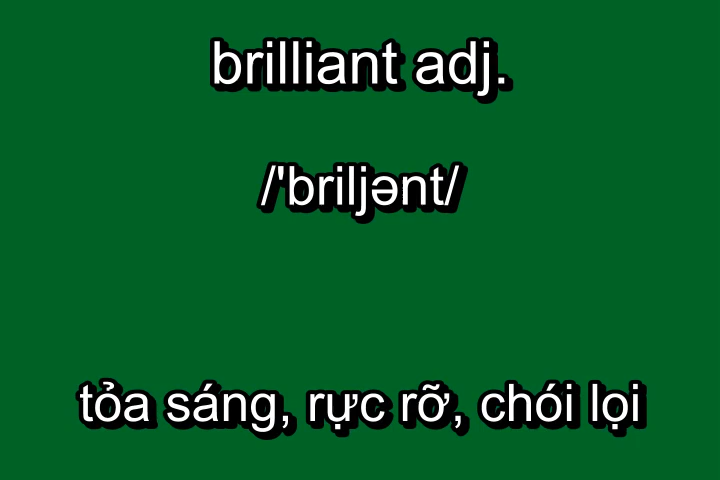 brilliant adj.
/'briljənt/
tỏa sáng, rực rỡ, chói lọi